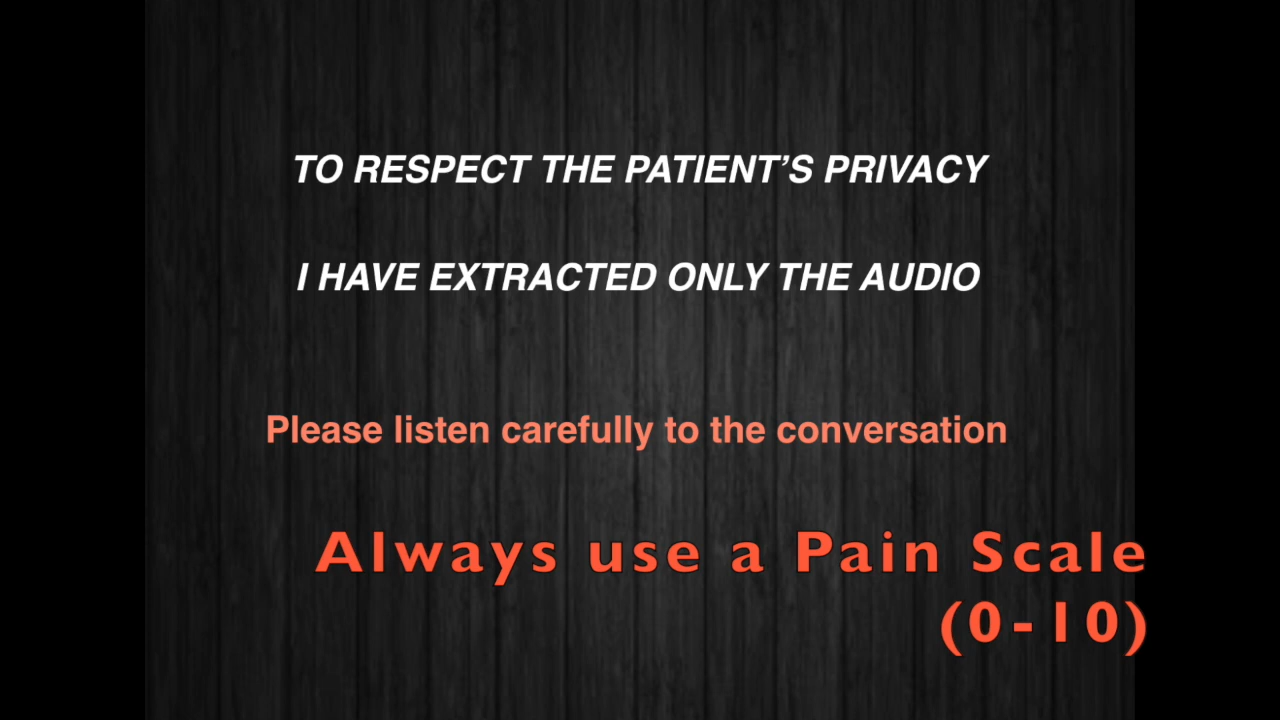 TO RESPECT THE PATIENT’S PRIVACY
I HAVE EXTRACTED ONLY THE AUDIO
Please listen carefully to the conversation
Always use a Pain Scale
(0-10)